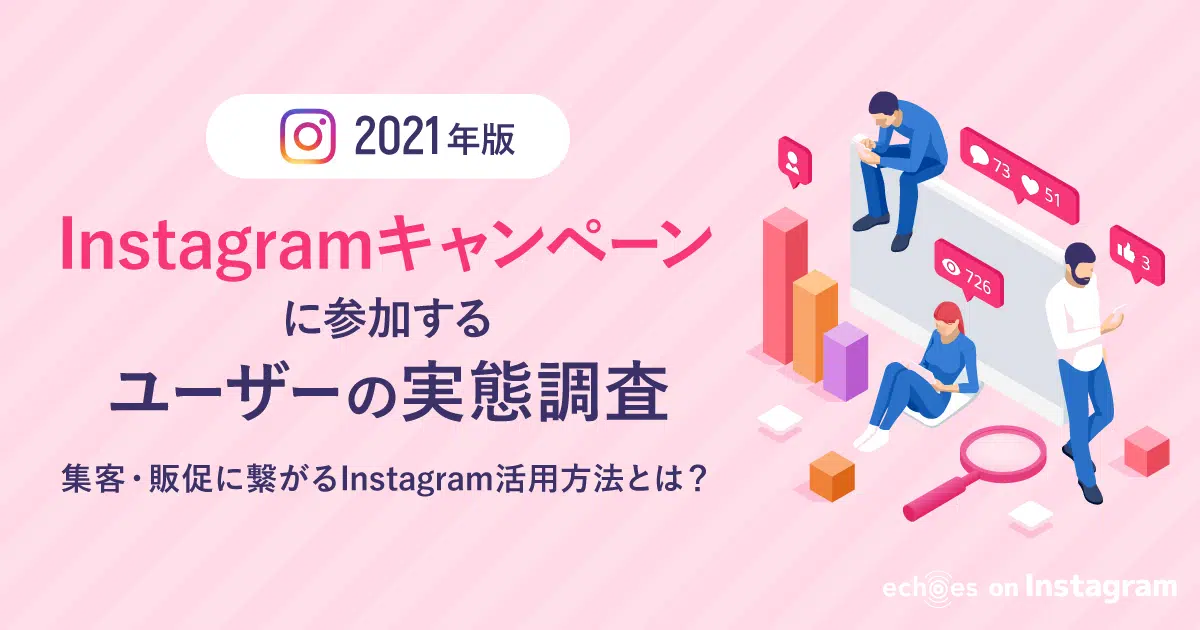 2021年版
Instagramキャンペーン
に参加する
ユーザーの実態調査
集客・販促に繋がるInstagram活用方法とは？
73 51
3
726
echoes on Instagram